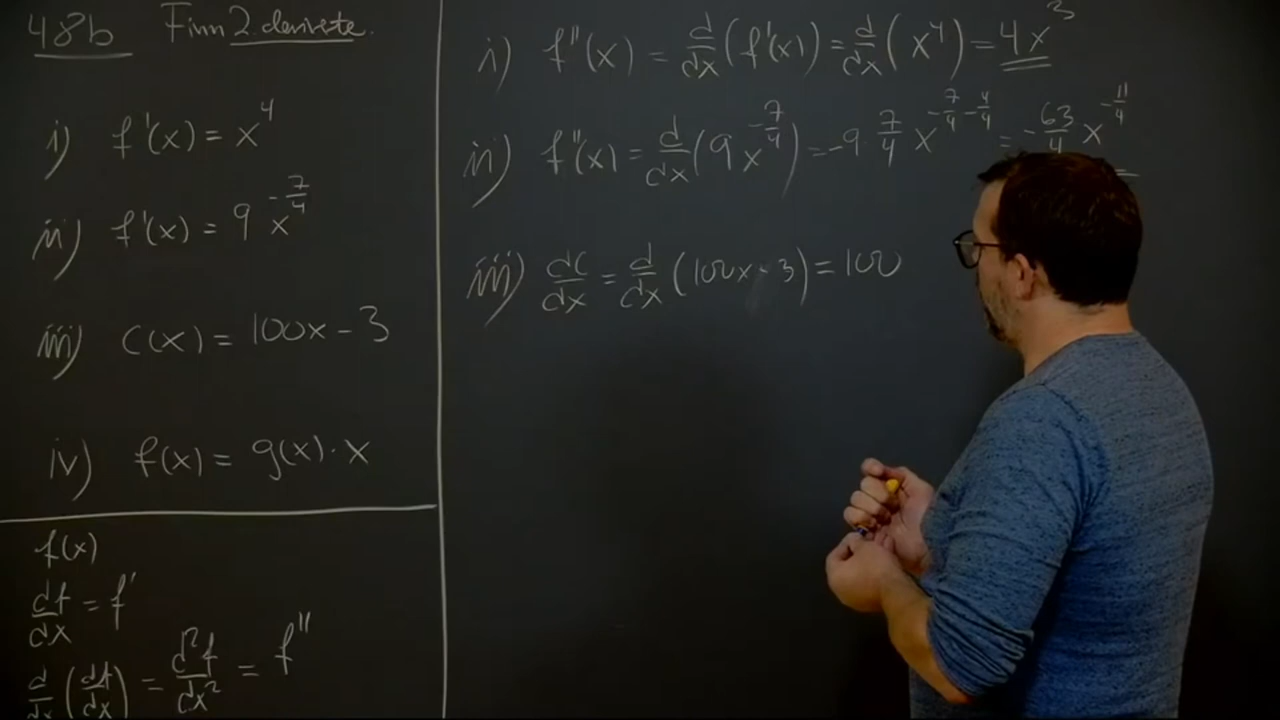 48b Finn 2. deriverte.
i) f'(x) = x^4
ii) f'(x) = 9 x^{-7/4}
iii) C(x) = 100x - 3
iv) f(x) = g(x) · x
f(x)
df/dx = f'
d/dx (df/dx) = d²f/dx² = f''
i) f''(x) = d/dx (f'(x)) = d/dx (x^4) = 4x^3
ii) f''(x) = d/dx (9x^{-7/4}) = -9 7/4 x^{-7/4 - 4/4} = -63/4 x^{-11/4}
iii) dC/dx = d/dx (100x - 3) = 100